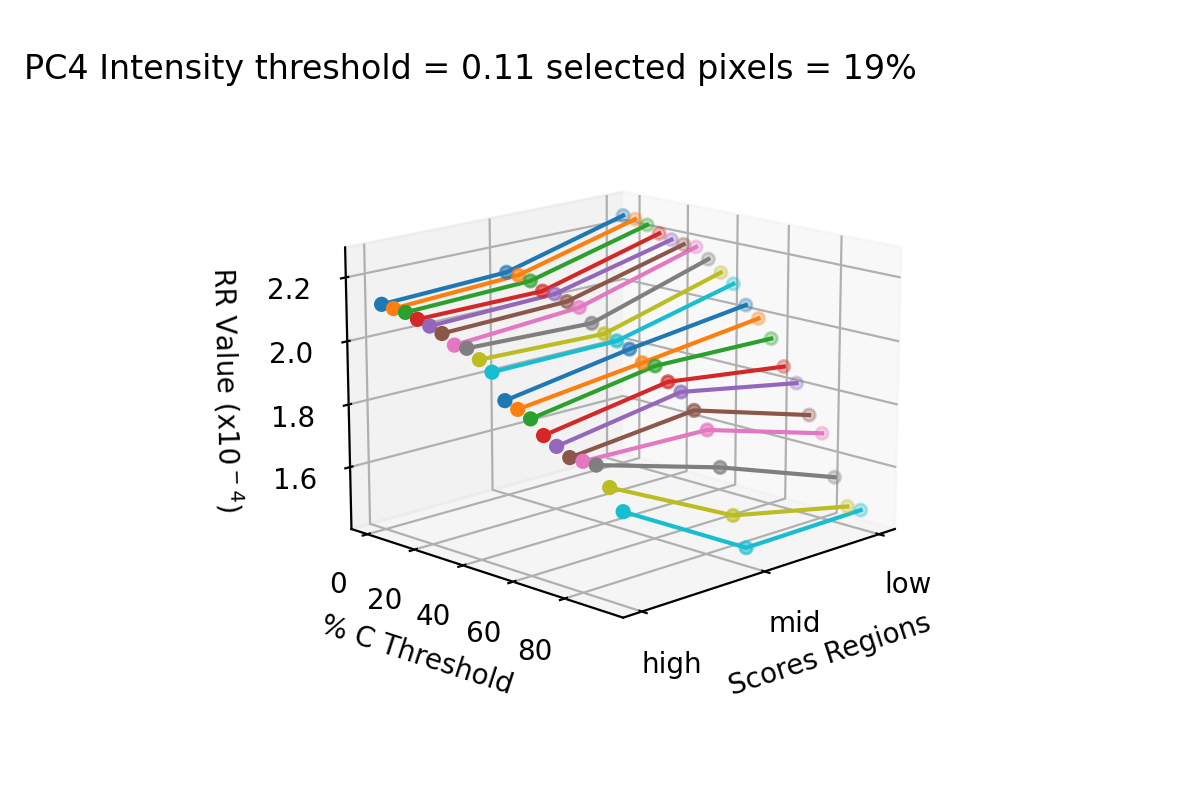 PC4 Intensity threshold = 0.11 selected pixels = 19%
RR Value (x10⁻⁴)
2.2
2.0
1.8
1.6
0
20
40
60
80
% C Threshold
high
mid
low
Scores Regions